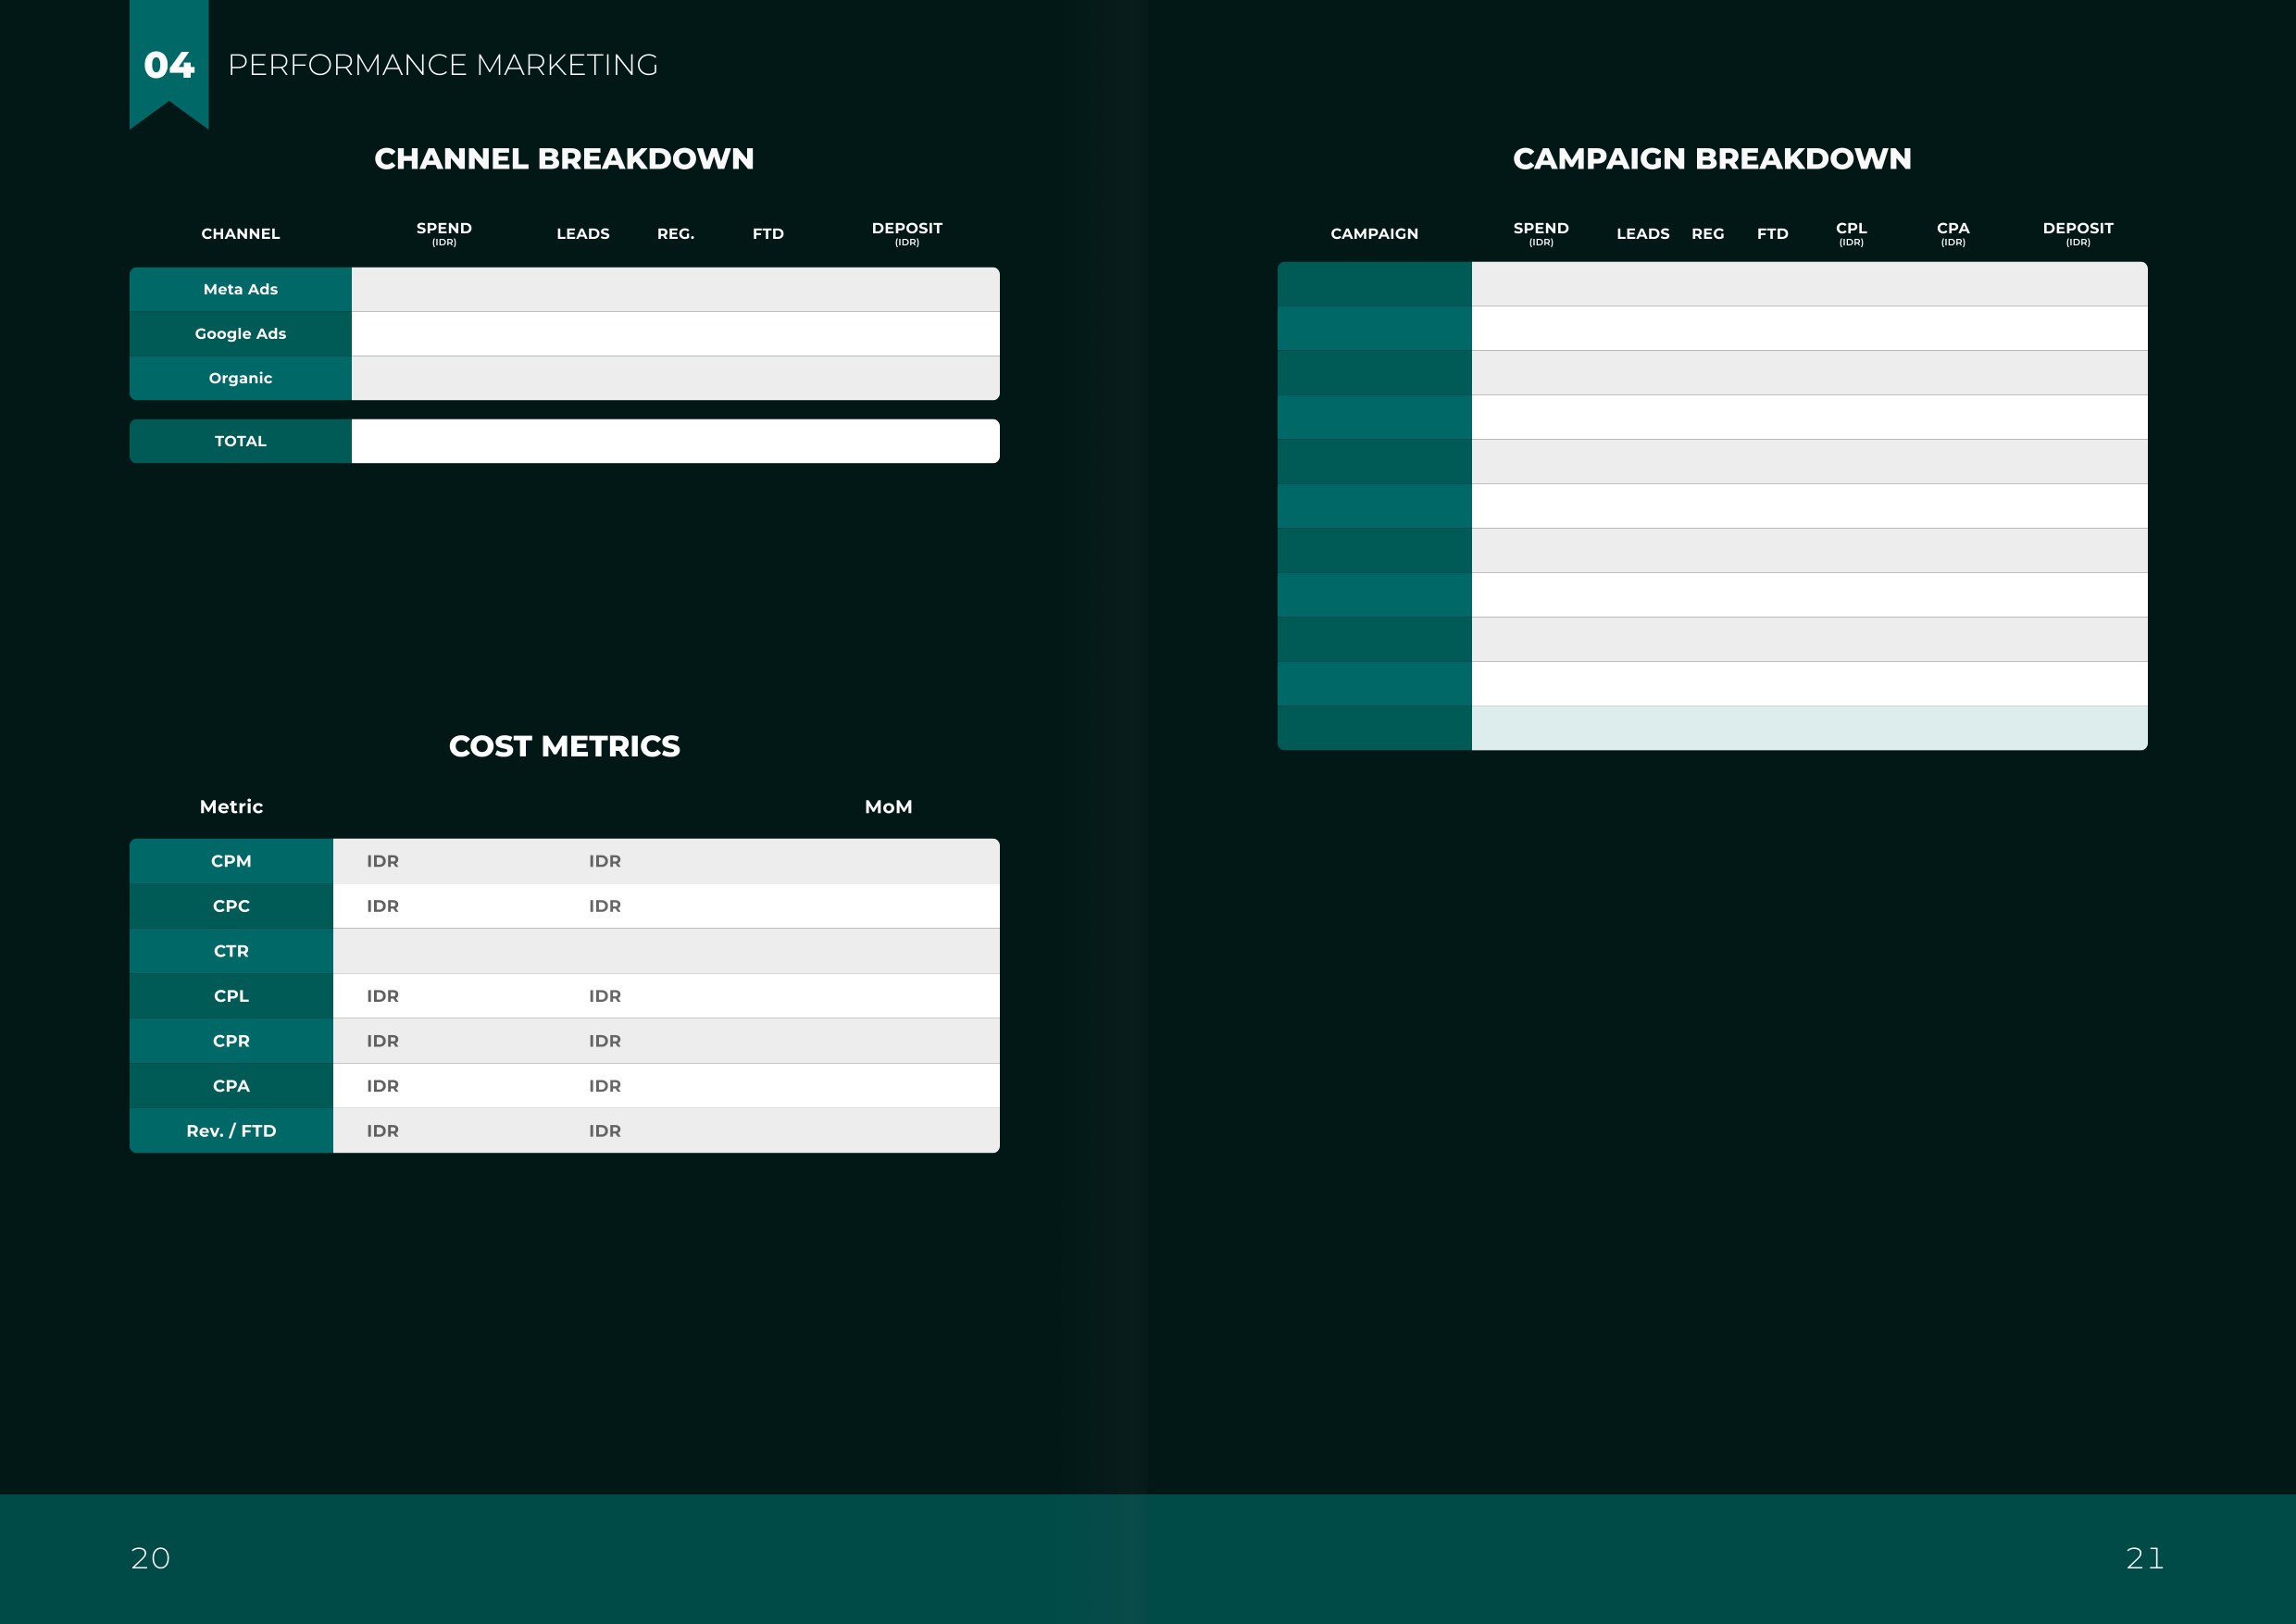 04 PERFORMANCE MARKETING
CHANNEL BREAKDOWN
CHANNEL SPEND LEADS REG. FTD DEPOSIT
(IDR) (IDR)
Meta Ads
Google Ads
Organic
TOTAL
COST METRICS
Metric MoM
CPM IDR IDR
CPC IDR IDR
CTR
CPL IDR IDR
CPR IDR IDR
CPA IDR IDR
Rev. / FTD IDR IDR
20
CAMPAIGN BREAKDOWN
CAMPAIGN SPEND LEADS REG FTD CPL CPA DEPOSIT
(IDR) (IDR) (IDR) (IDR)
21